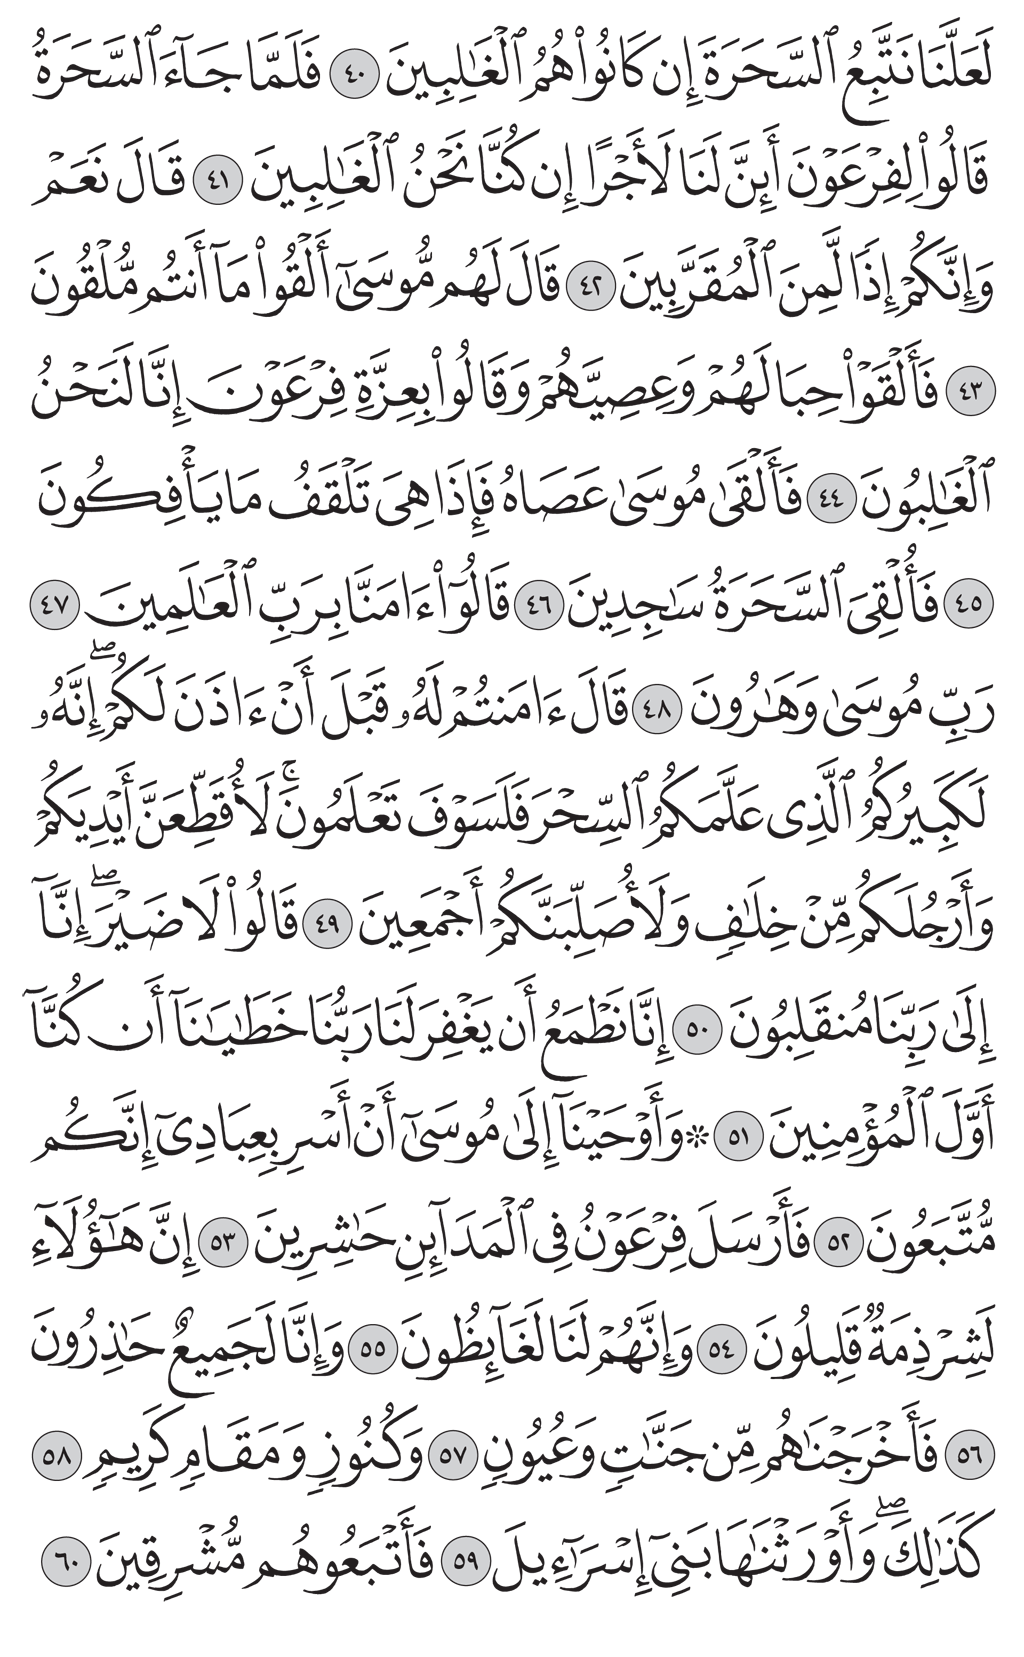 لَعَلَّنَا نَتَّبِعُ ٱلسَّحَرَةَ إِن كَانُوا۟ هُمُ ٱلْغَـٰلِبِينَ ٤٠ فَلَمَّا جَآءَ ٱلسَّحَرَةُ
قَالُوا۟ لِفِرْعَوْنَ أَئِنَّ لَنَا لَأَجْرًا إِن كُنَّا نَحْنُ ٱلْغَـٰلِبِينَ ٤١ قَالَ نَعَمْ
وَإِنَّكُمْ إِذًا لَّمِنَ ٱلْمُقَرَّبِينَ ٤٢ قَالَ لَهُم مُّوسَىٰٓ أَلْقُوا۟ مَآ أَنتُم مُّلْقُونَ
٤٣ فَأَلْقَوْا۟ حِبَالَهُمْ وَعِصِيَّهُمْ وَقَالُوا۟ بِعِزَّةِ فِرْعَوْنَ إِنَّا لَنَحْنُ
ٱلْغَـٰلِبُونَ ٤٤ فَأَلْقَىٰ مُوسَىٰ عَصَاهُ فَإِذَا هِىَ تَلْقَفُ مَا يَأْفِكُونَ
٤٥ فَأُلْقِىَ ٱلسَّحَرَةُ سَـٰجِدِينَ ٤٦ قَالُوٓا۟ ءَامَنَّا بِرَبِّ ٱلْعَـٰلَمِينَ ٤٧
رَبِّ مُوسَىٰ وَهَـٰرُونَ ٤٨ قَالَ ءَامَنتُمْ لَهُۥ قَبْلَ أَنْ ءَاذَنَ لَكُمْ ۖ إِنَّهُۥ
لَكَبِيرُكُمُ ٱلَّذِى عَلَّمَكُمُ ٱلسِّحْرَ فَلَسَوْفَ تَعْلَمُونَ ۚ لَأُقَطِّعَنَّ أَيْدِيَكُمْ
وَأَرْجُلَكُم مِّنْ خِلَـٰفٍ وَلَأُصَلِّبَنَّكُمْ أَجْمَعِينَ ٤٩ قَالُوا۟ لَا ضَيْرَ ۖ إِنَّآ
إِلَىٰ رَبِّنَا مُنقَلِبُونَ ٥٠ إِنَّا نَطْمَعُ أَن يَغْفِرَ لَنَا رَبُّنَا خَطَـٰيَـٰنَآ أَن كُنَّآ
أَوَّلَ ٱلْمُؤْمِنِينَ ٥١ ۞ وَأَوْحَيْنَآ إِلَىٰ مُوسَىٰٓ أَنْ أَسْرِ بِعِبَادِىٓ إِنَّكُم
مُّتَّبَعُونَ ٥٢ فَأَرْسَلَ فِرْعَوْنُ فِى ٱلْمَدَآئِنِ حَـٰشِرِينَ ٥٣ إِنَّ هَـٰٓؤُلَآءِ
لَشِرْذِمَةٌ قَلِيلُونَ ٥٤ وَإِنَّهُمْ لَنَا لَغَآئِظُونَ ٥٥ وَإِنَّا لَجَمِيعٌ حَـٰذِرُونَ
٥٦ فَأَخْرَجْنَـٰهُم مِّن جَنَّـٰتٍ وَعُيُونٍ ٥٧ وَكُنُوزٍ وَمَقَامٍ كَرِيمٍ ٥٨
كَذَٰلِكَ ۖ وَأَوْرَثْنَـٰهَا بَنِىٓ إِسْرَٰٓءِيلَ ٥٩ فَأَتْبَعُوهُم مُّشْرِقِينَ ٦٠